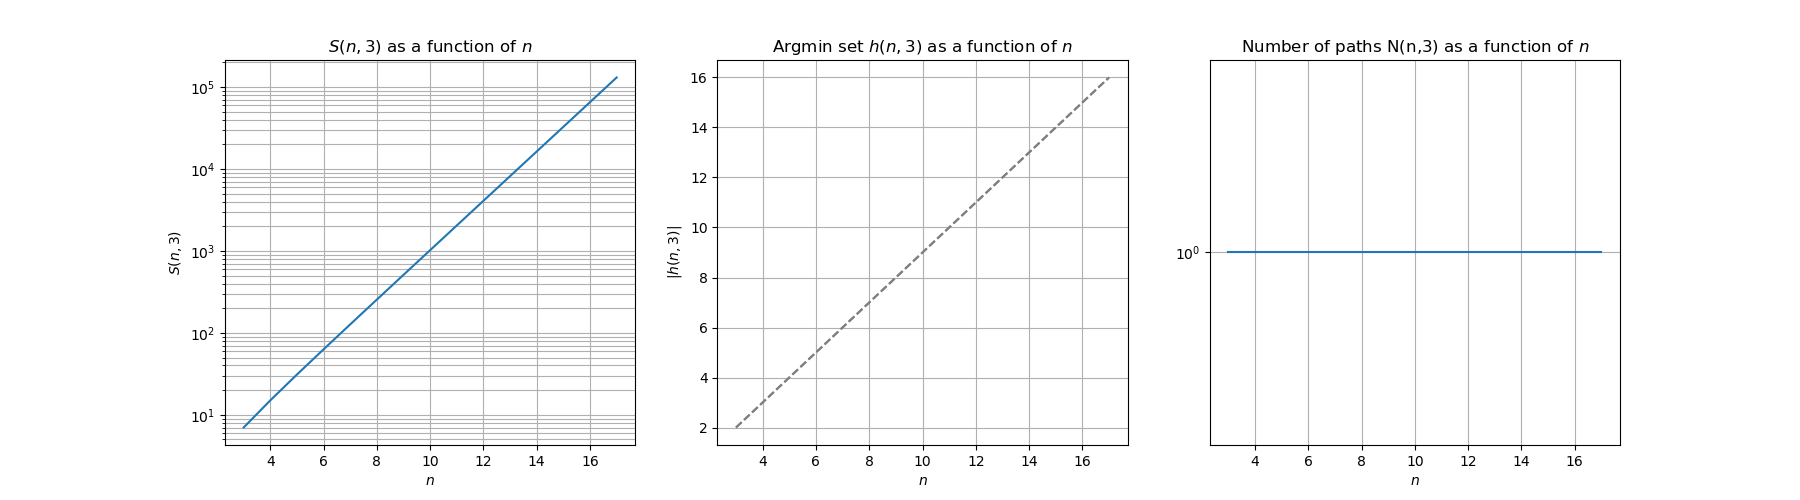 S(n, 3) as a function of n
10^5
10^4
10^3
10^2
10^1
S(n, 3)
4 6 8 10 12 14 16
n
Argmin set h(n, 3) as a function of n
16
14
12
10
8
6
4
2
|h(n, 3)|
4 6 8 10 12 14 16
n
Number of paths N(n,3) as a function of n
10^0
4 6 8 10 12 14 16
n